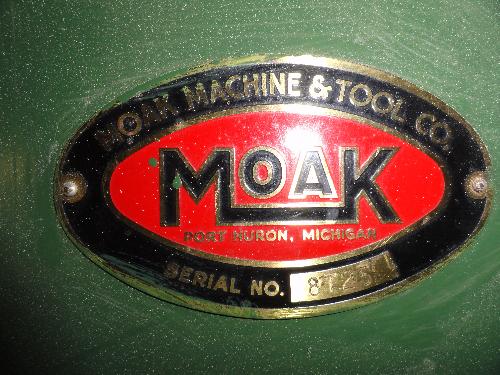 MOAK MACHINE & TOOL CO.
MOAK
PORT HURON, MICHIGAN
SERIAL NO.